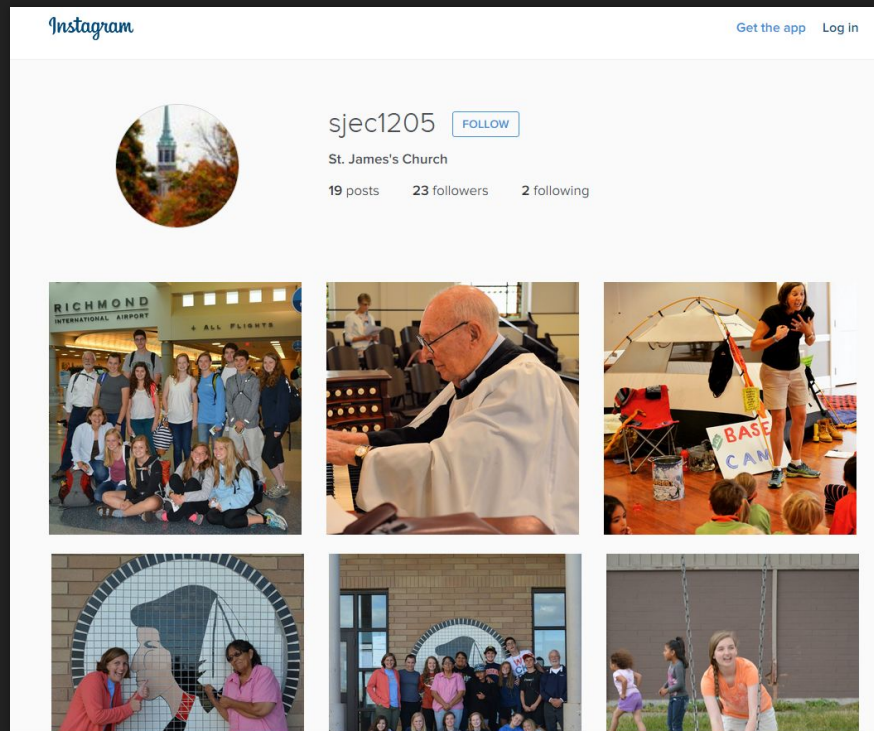 Instagram
Get the app Log in
sjec1205 FOLLOW
St. James's Church
19 posts 23 followers 2 following
RICHMOND
INTERNATIONAL AIRPORT
ALL FLIGHTS
BASE
CAM